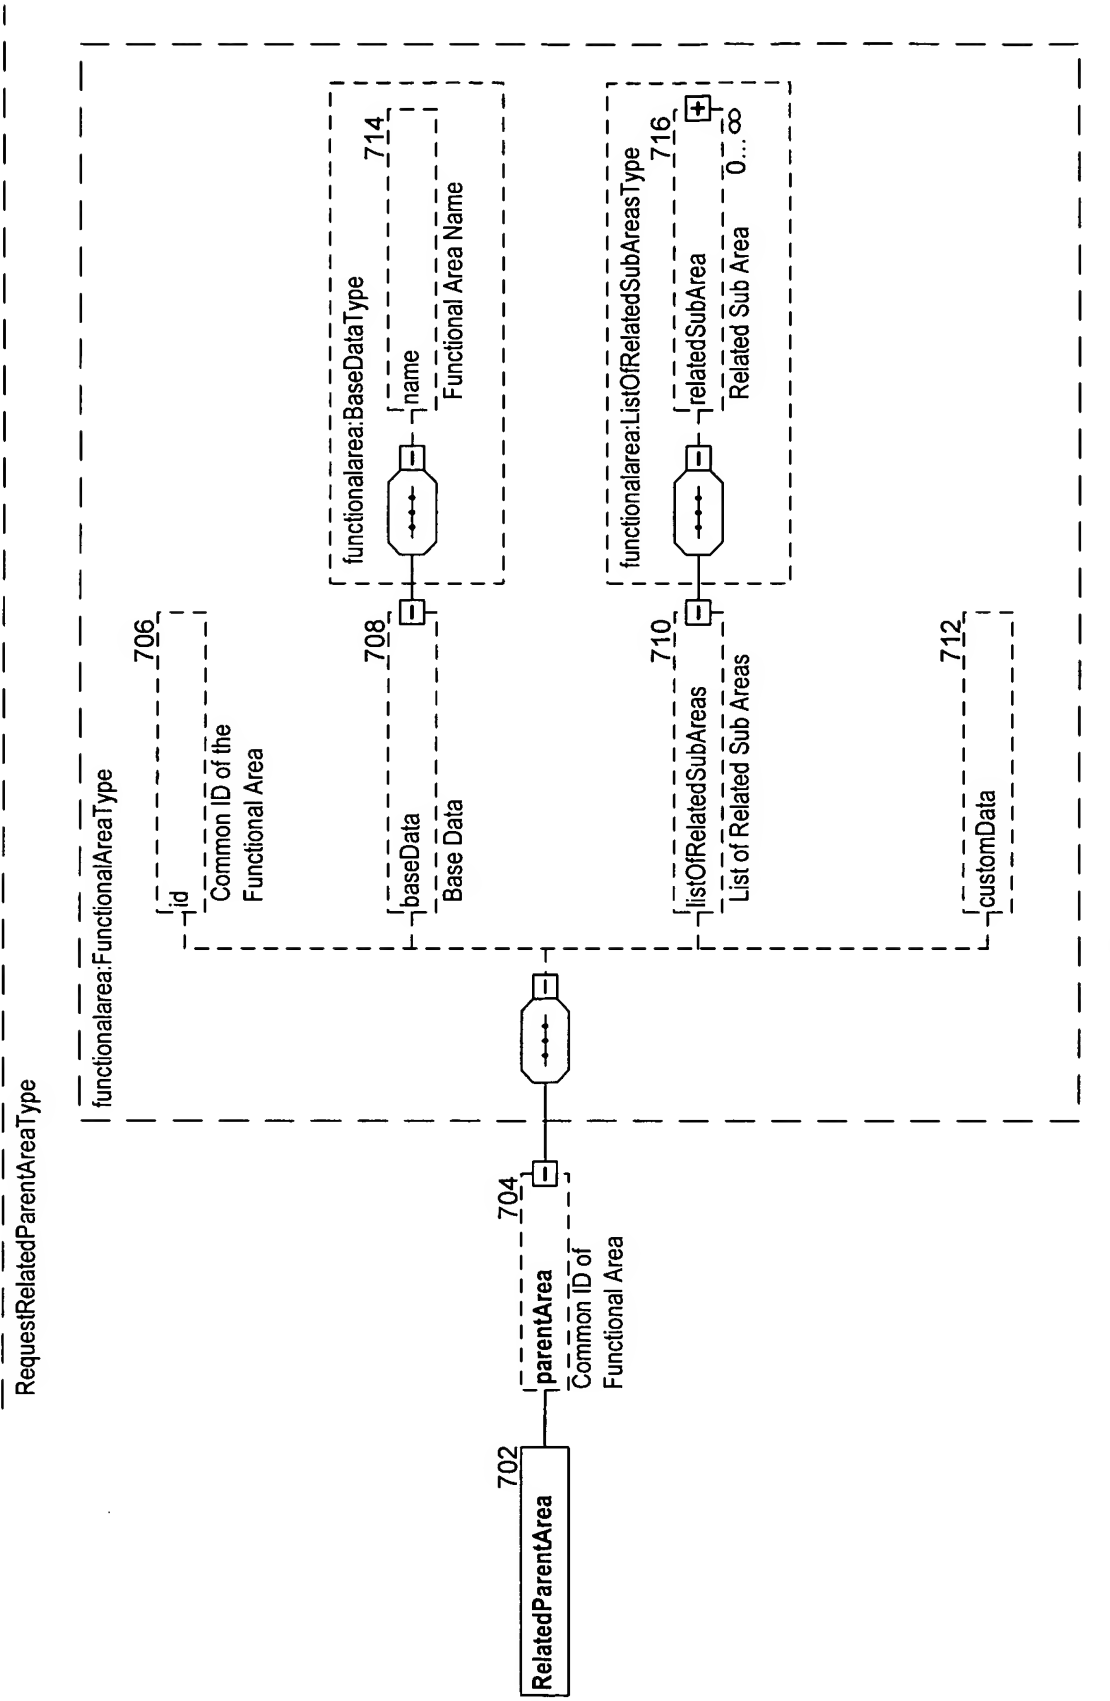 RequestRelatedParentAreaType
functionalarea:FunctionalAreaType
706
id
Common ID of the
Functional Area
functionalarea:BaseDataType
708
baseData
Base Data
714
name
Functional Area Name
702
RelatedParentArea
704
parentArea
Common ID of
Functional Area
functionalarea:ListOfRelatedSubAreasType
710
listOfRelatedSubAreas
List of Related Sub Areas
716
relatedSubArea
0...∞
Related Sub Area
712
customData